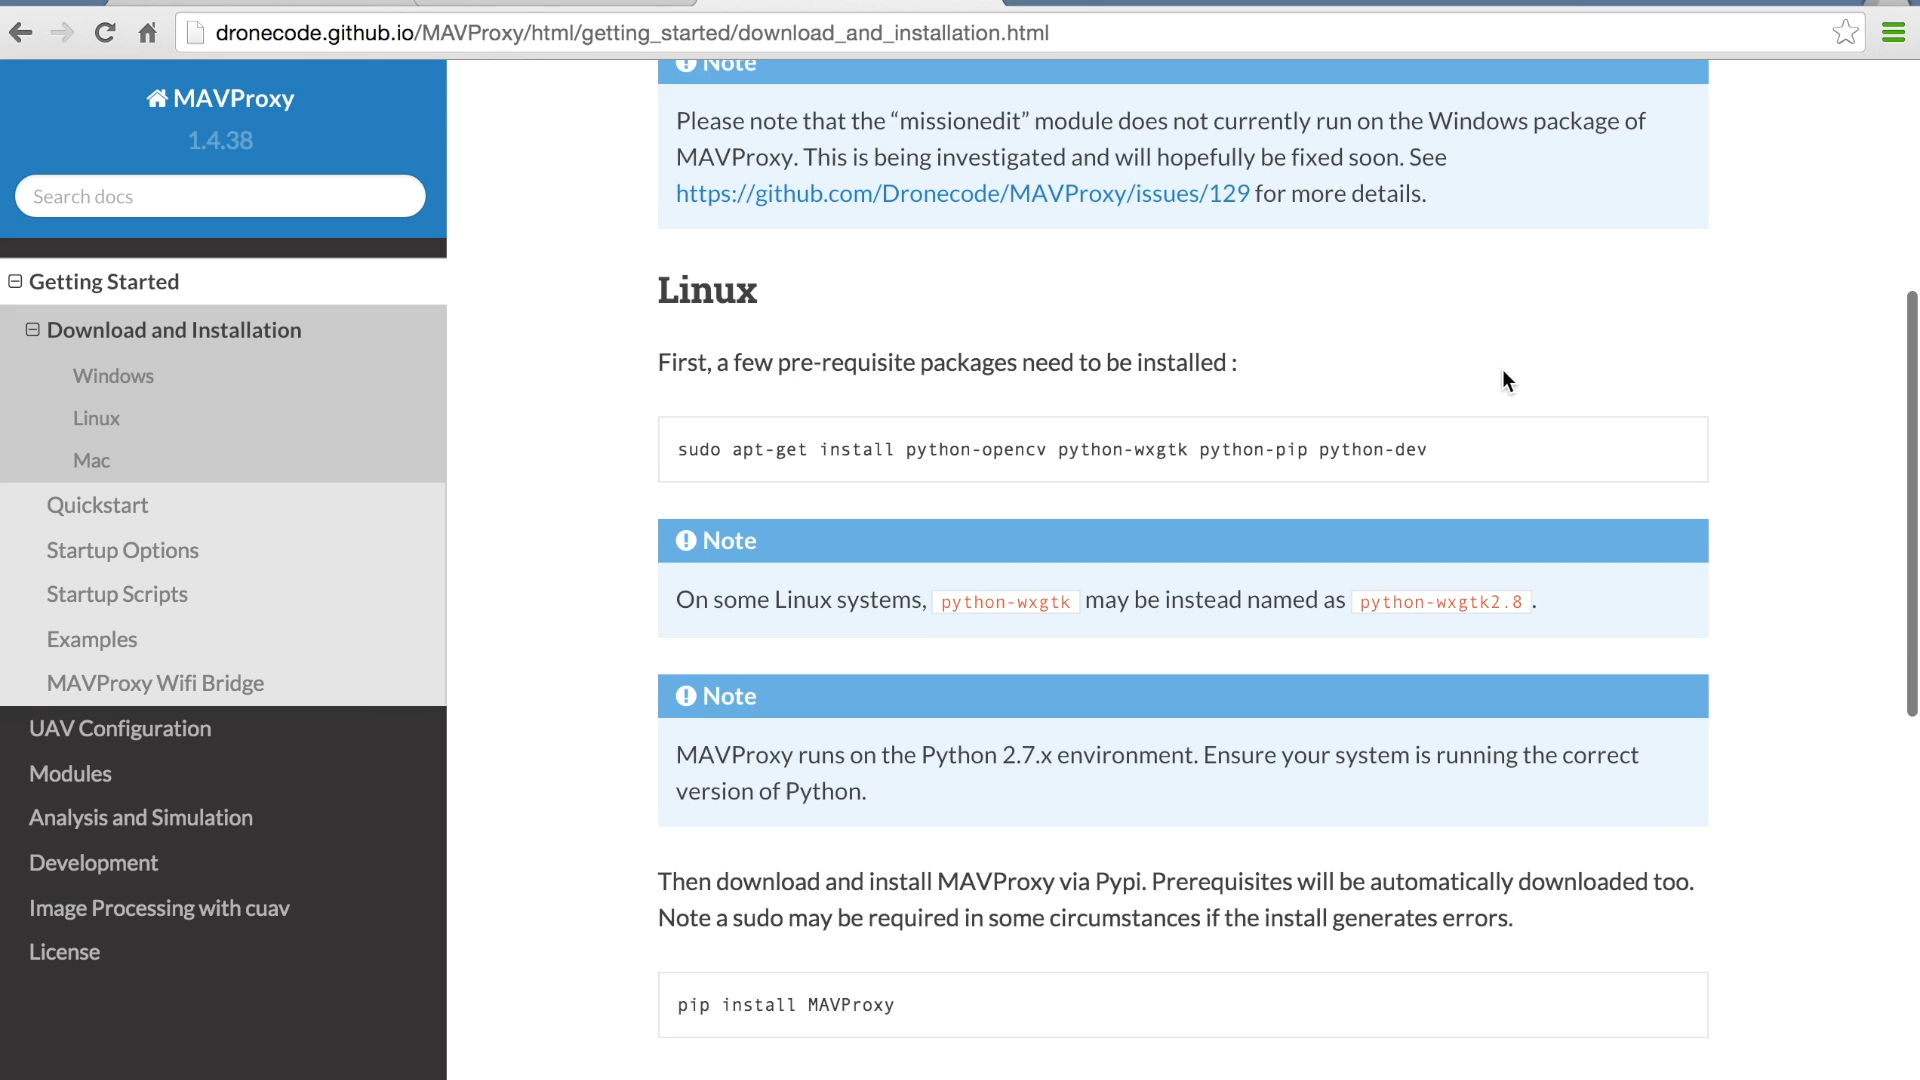 dronecode.github.io/MAVProxy/html/getting_started/download_and_installation.html
MAVProxy
1.4.38
Search docs
Getting Started
Download and Installation
Windows
Linux
Mac
Quickstart
Startup Options
Startup Scripts
Examples
MAVProxy Wifi Bridge
UAV Configuration
Modules
Analysis and Simulation
Development
Image Processing with cuav
License
Note
Please note that the “missionedit” module does not currently run on the Windows package of
MAVProxy. This is being investigated and will hopefully be fixed soon. See
https://github.com/Dronecode/MAVProxy/issues/129 for more details.
Linux
First, a few pre-requisite packages need to be installed :
sudo apt-get install python-opencv python-wxgtk python-pip python-dev
Note
On some Linux systems, python-wxgtk may be instead named as python-wxgtk2.8.
Note
MAVProxy runs on the Python 2.7.x environment. Ensure your system is running the correct
version of Python.
Then download and install MAVProxy via Pypi. Prerequisites will be automatically downloaded too.
Note a sudo may be required in some circumstances if the install generates errors.
pip install MAVProxy